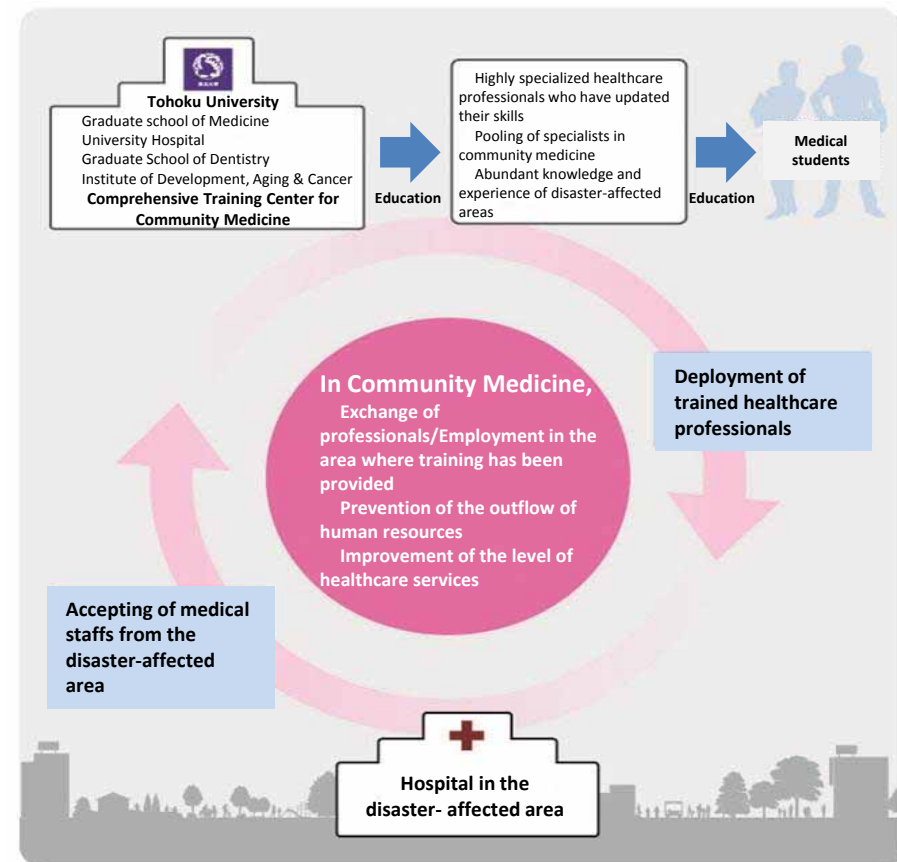 Tohoku University
Graduate school of Medicine
University Hospital
Graduate School of Dentistry
Institute of Development, Aging & Cancer
Comprehensive Training Center for
Community Medicine
Education
Highly specialized healthcare
professionals who have updated
their skills
Pooling of specialists in
community medicine
Abundant knowledge and
experience of disaster-affected
areas
Education
Medical
students
In Community Medicine,
Exchange of
professionals/Employment in the
area where training has been
provided
Prevention of the outflow of
human resources
Improvement of the level of
healthcare services
Deployment of
trained healthcare
professionals
Accepting of medical
staffs from the
disaster-affected
area
Hospital in the
disaster- affected area